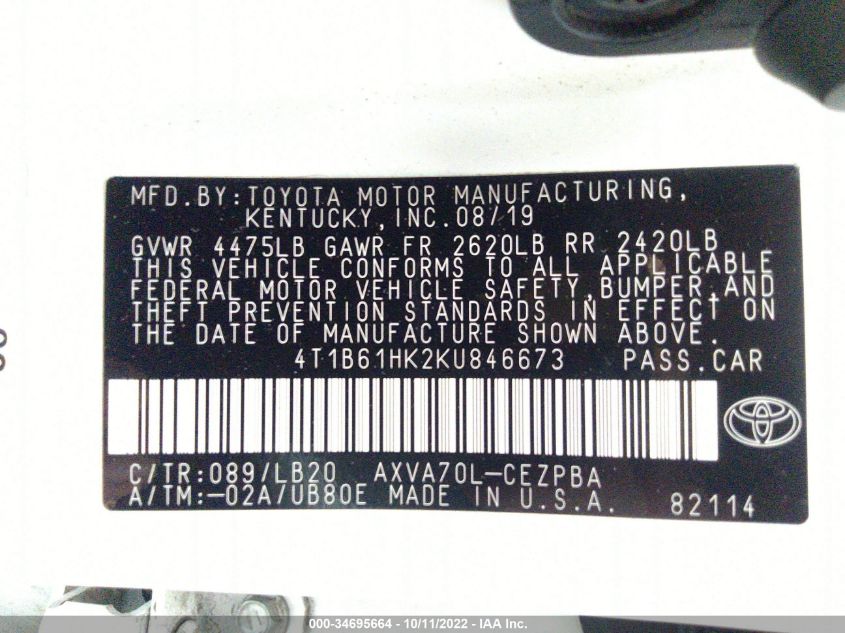 MFD.BY:TOYOTA MOTOR MANUFACTURING,
KENTUCKY,INC.08/19
GVWR 4475LB GAWR FR 2620LB RR 2420LB
THIS VEHICLE CONFORMS TO ALL APPLICABLE
FEDERAL MOTOR VEHICLE SAFETY,BUMPER,AND
THEFT PREVENTION STANDARDS IN EFFECT ON
THE DATE OF MANUFACTURE SHOWN ABOVE.
4T1B61HK2KU846673 PASS.CAR
C/TR:089/LB20 AXVA70L-CEZPBA
A/TM:-02A/UB80E MADE IN U.S.A. 82114
000-34695664 - 10/11/2022 - IAA Inc.